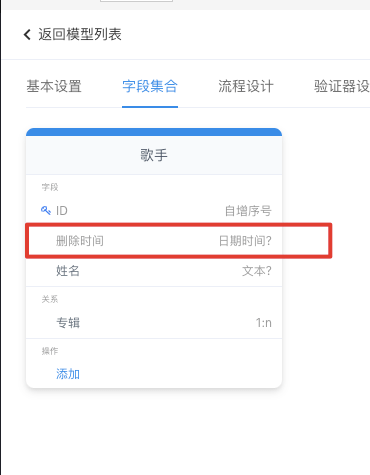 返回模型列表
基本设置 字段集合 流程设计 验证器设
歌手
字段
ID 自增序号
删除时间 日期时间?
姓名 文本?
关系
专辑 1:n
操作
添加